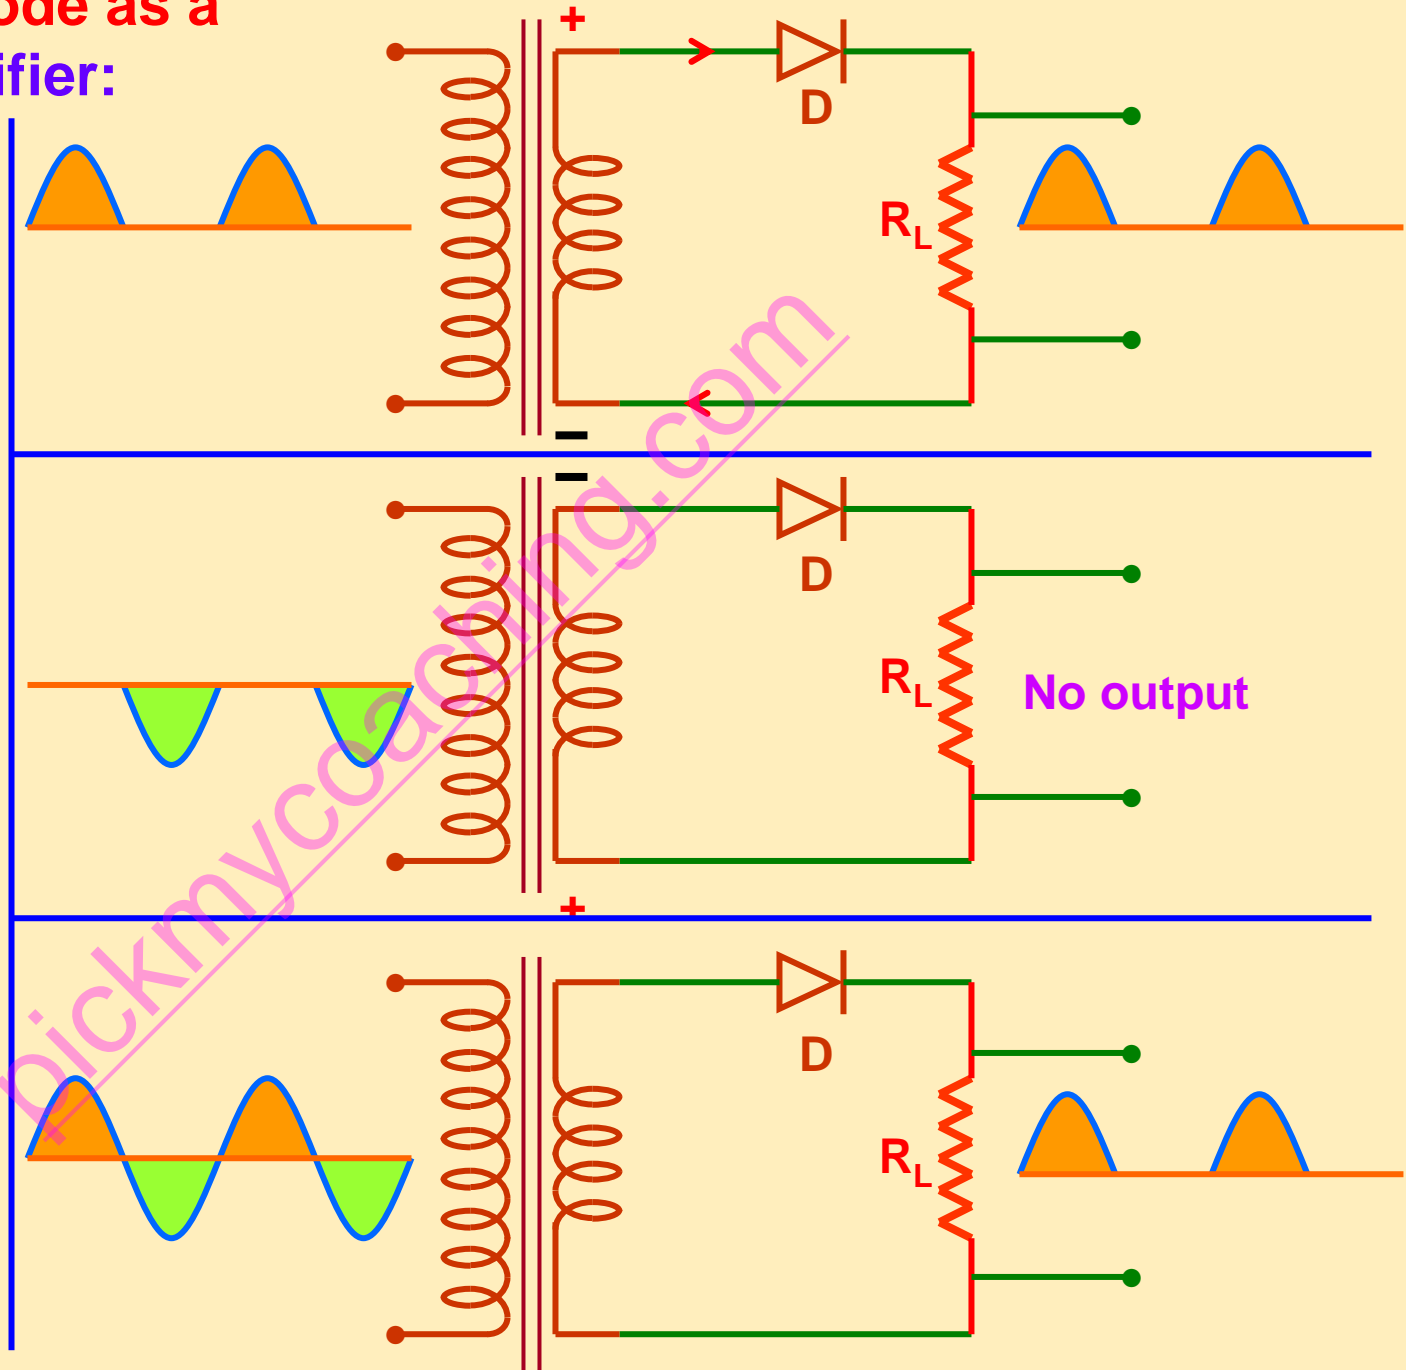 ode as a
ifier:
+
D
RL
–
–
D
RL
No output
+
D
RL
pickmycoaching.com